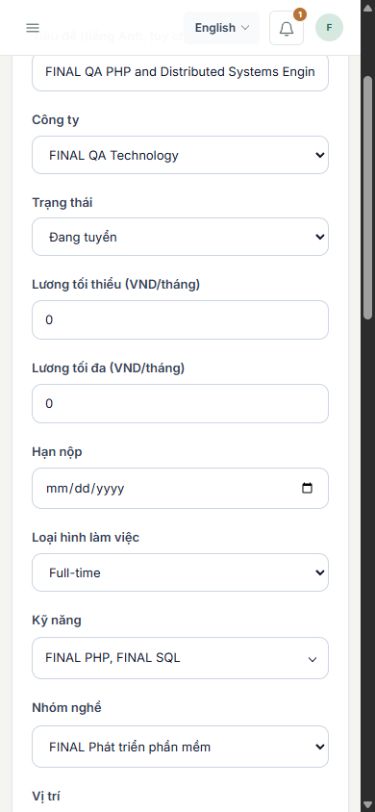 English
1
F
FINAL QA PHP and Distributed Systems Engin
Công ty
FINAL QA Technology
Trạng thái
Đang tuyển
Lương tối thiểu (VND/tháng)
0
Lương tối đa (VND/tháng)
0
Hạn nộp
mm/dd/yyyy
Loại hình làm việc
Full-time
Kỹ năng
FINAL PHP, FINAL SQL
Nhóm nghề
FINAL Phát triển phần mềm
Vị trí